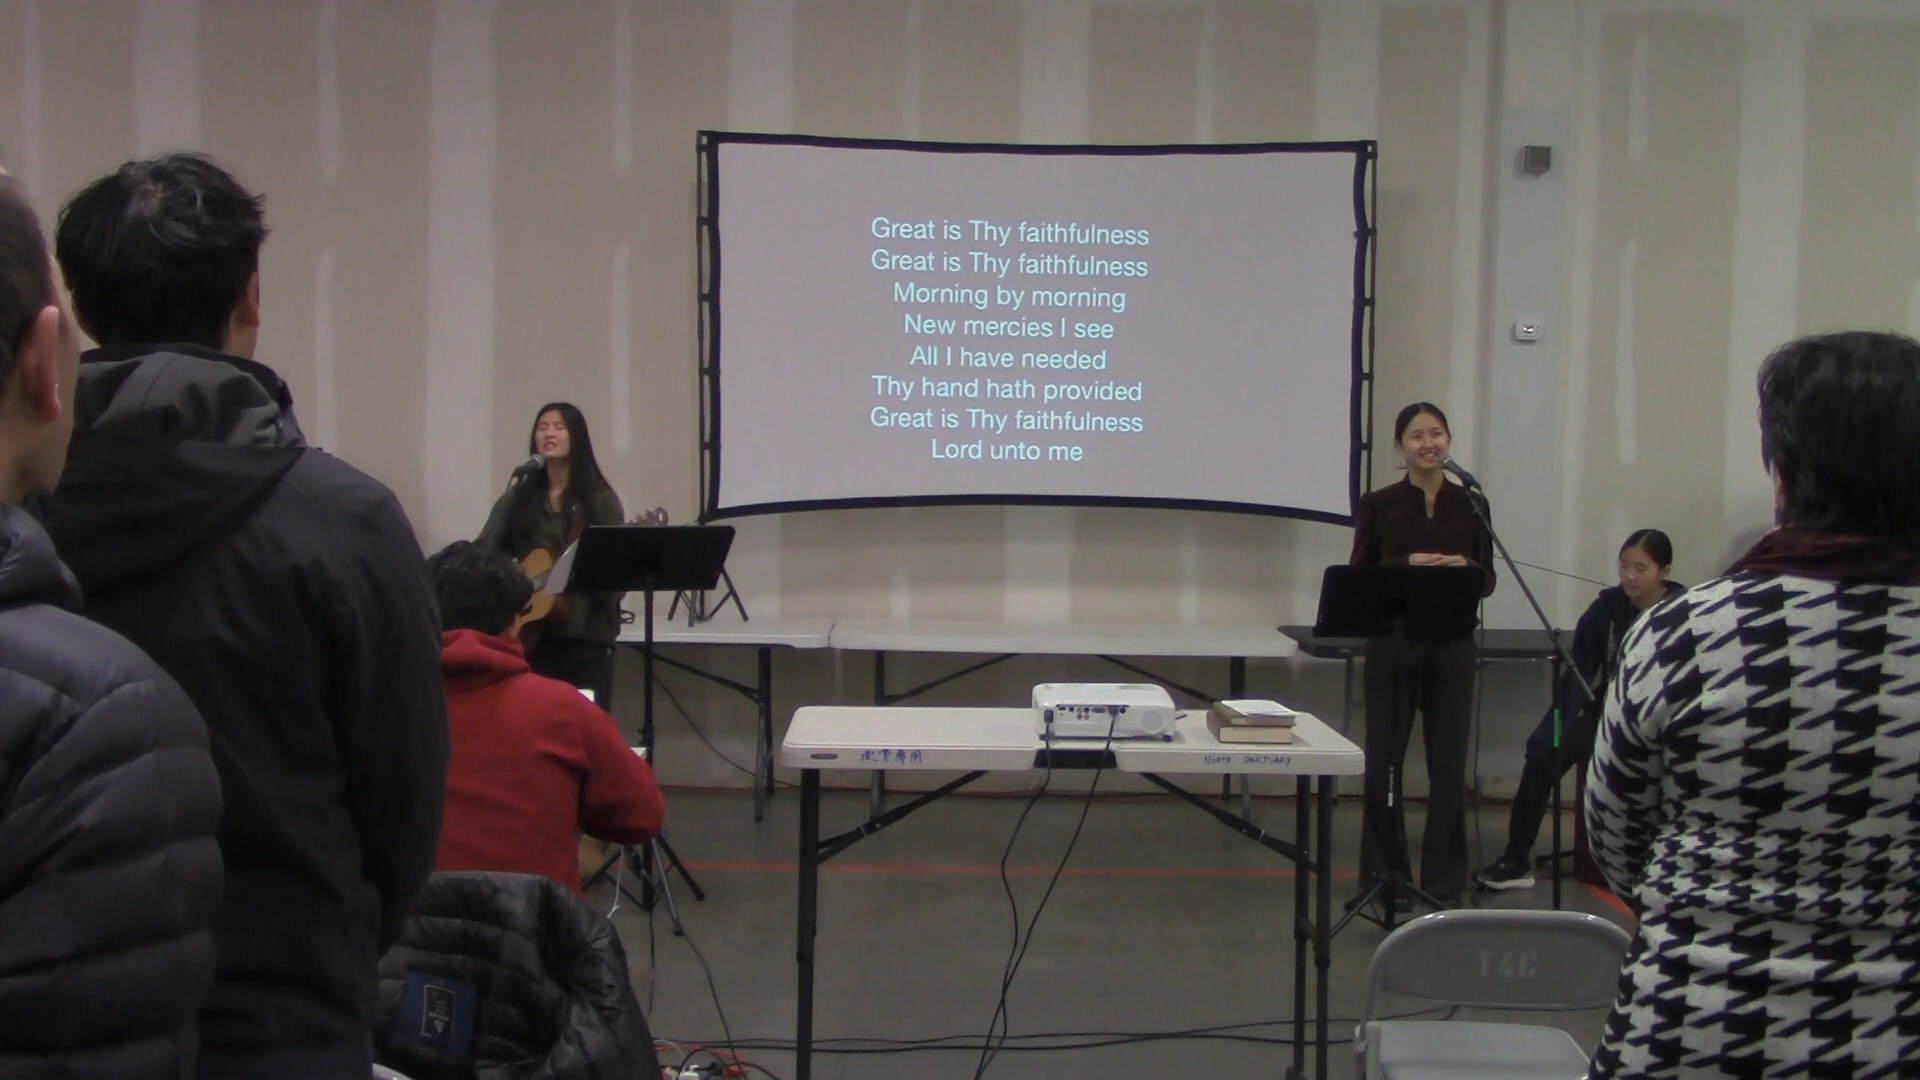 Great is Thy faithfulness
Great is Thy faithfulness
Morning by morning
New mercies I see
All I have needed
Thy hand hath provided
Great is Thy faithfulness
Lord unto me
NORTH SANCTUARY
T4C